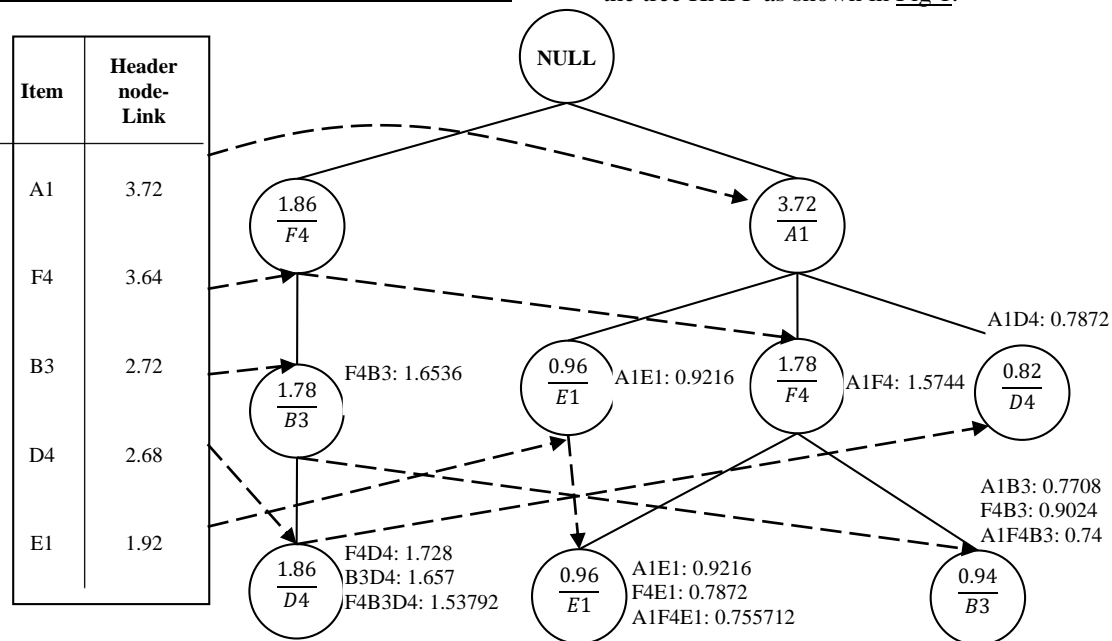 the tree HAFP as shown in Fig 1.
Item
Header
node-
Link
A1 3.72
F4 3.64
B3 2.72
D4 2.68
E1 1.92
NULL
1.86
F4
3.72
A1
A1D4: 0.7872
1.78
B3
F4B3: 1.6536
0.96
E1
A1E1: 0.9216
1.78
F4
A1F4: 1.5744
0.82
D4
1.86
D4
F4D4: 1.728
B3D4: 1.657
F4B3D4: 1.53792
0.96
E1
A1E1: 0.9216
F4E1: 0.7872
A1F4E1: 0.755712
A1B3: 0.7708
F4B3: 0.9024
A1F4B3: 0.74
0.94
B3